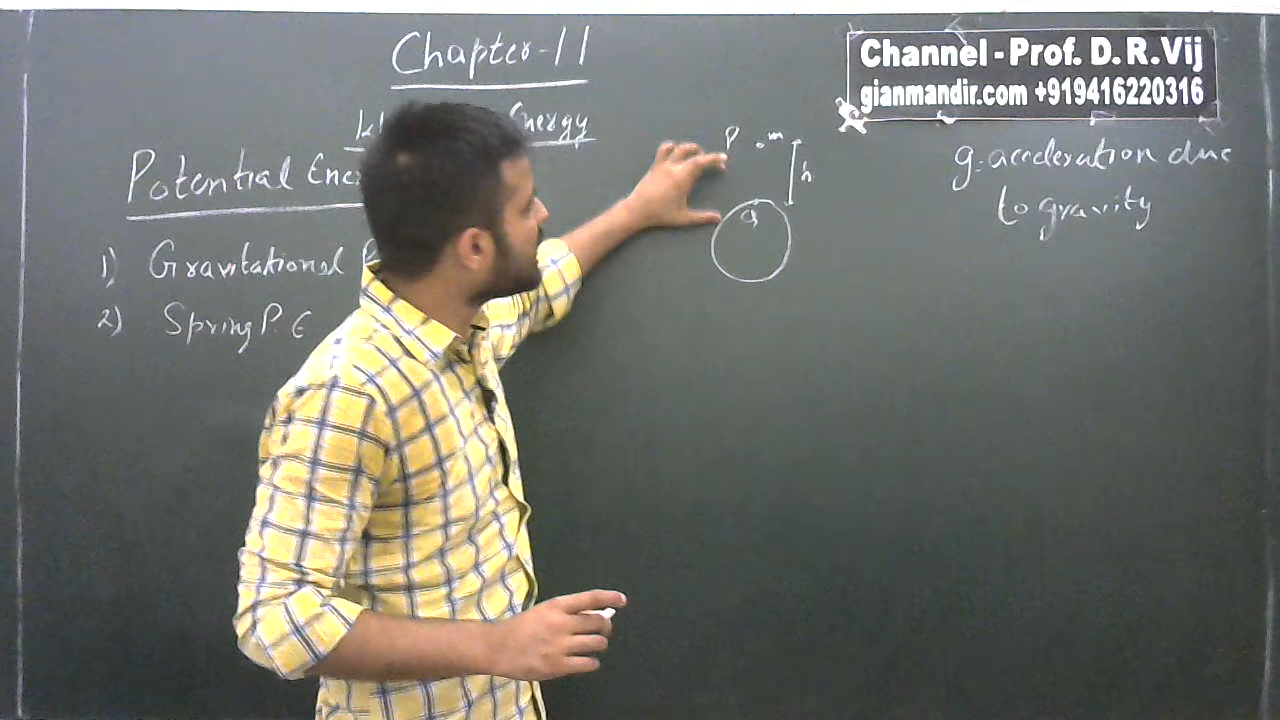 Chapter-11
Energy
Potential Ene
1) Gravitational P
2) Spring P. E
P m
h
Q
Channel - Prof. D. R. Vij
gianmandir.com +919416220316
g: acceleration due
to gravity